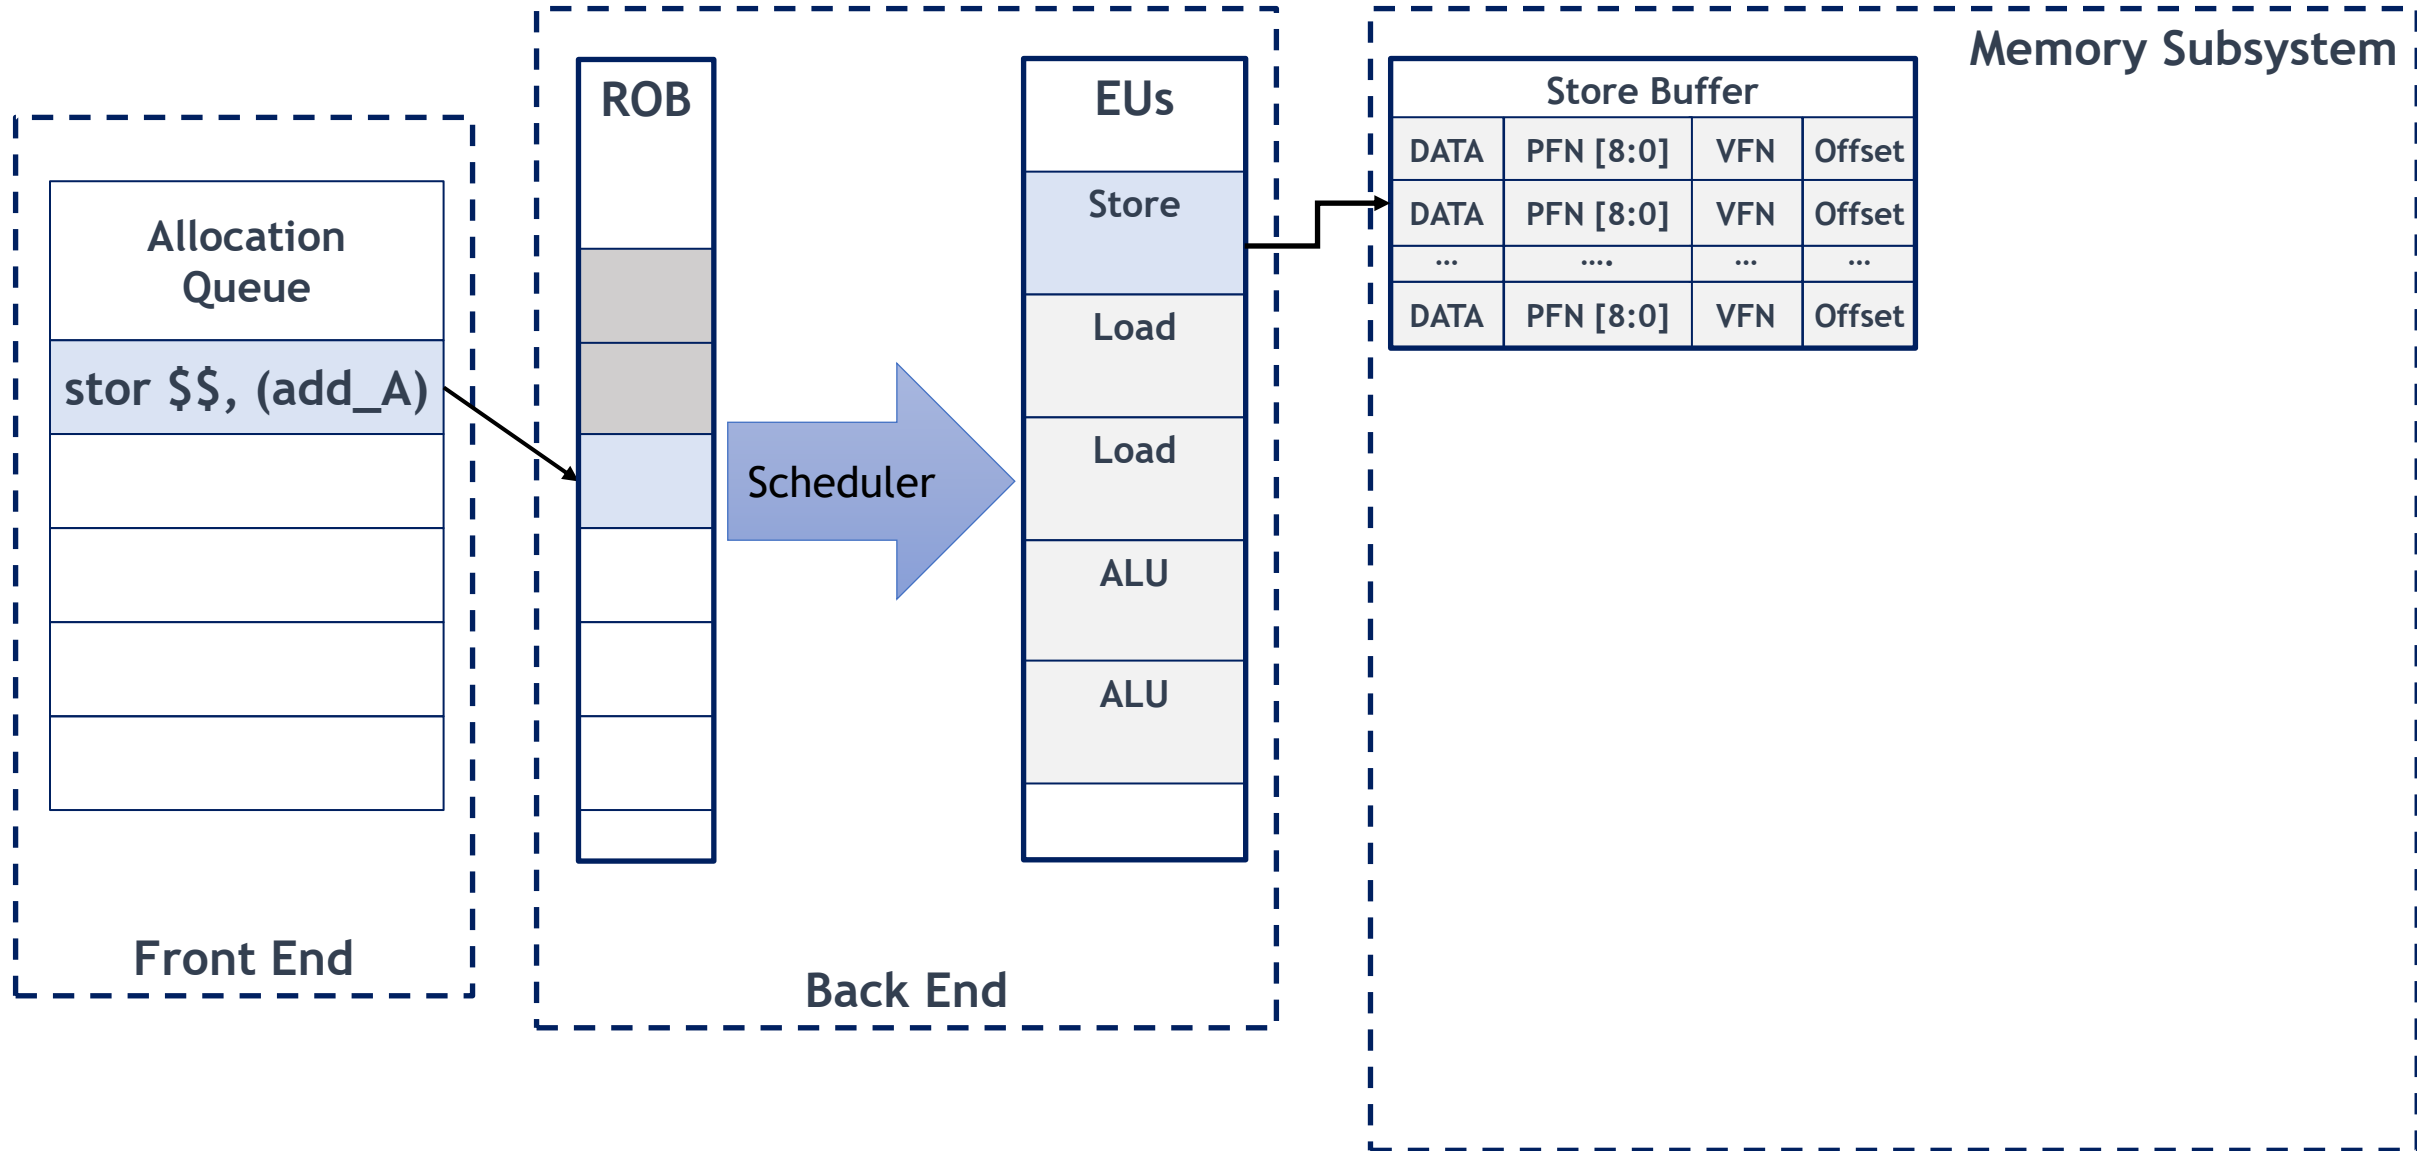 Allocation
Queue
stor $$, (add_A)
Front End
ROB
Scheduler
EUs
Store
Load
Load
ALU
ALU
Back End
Memory Subsystem
Store Buffer
DATA PFN [8:0] VFN Offset
DATA PFN [8:0] VFN Offset
... .... ... ...
DATA PFN [8:0] VFN Offset